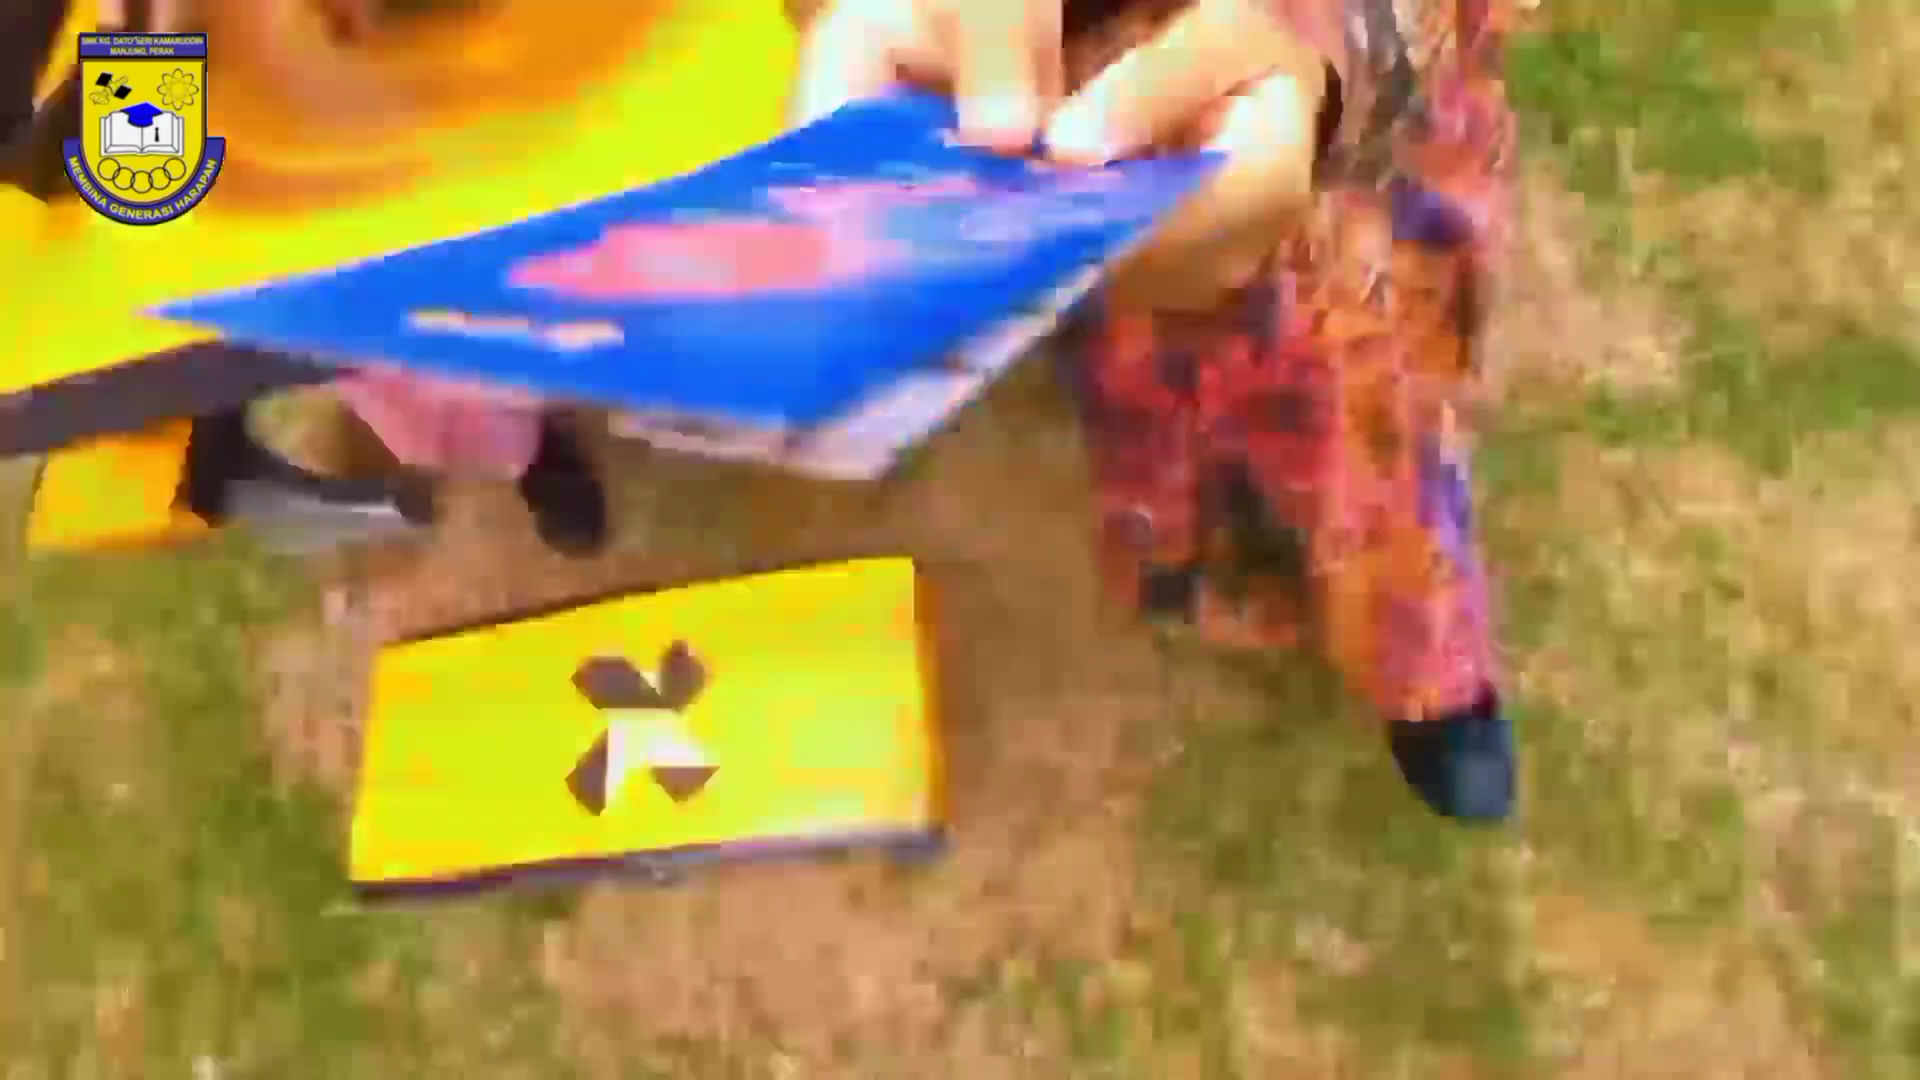 SMK KG. DATO' SERI KAMARUDDIN
MANJUNG, PERAK
MEMBINA GENERASI HARAPAN